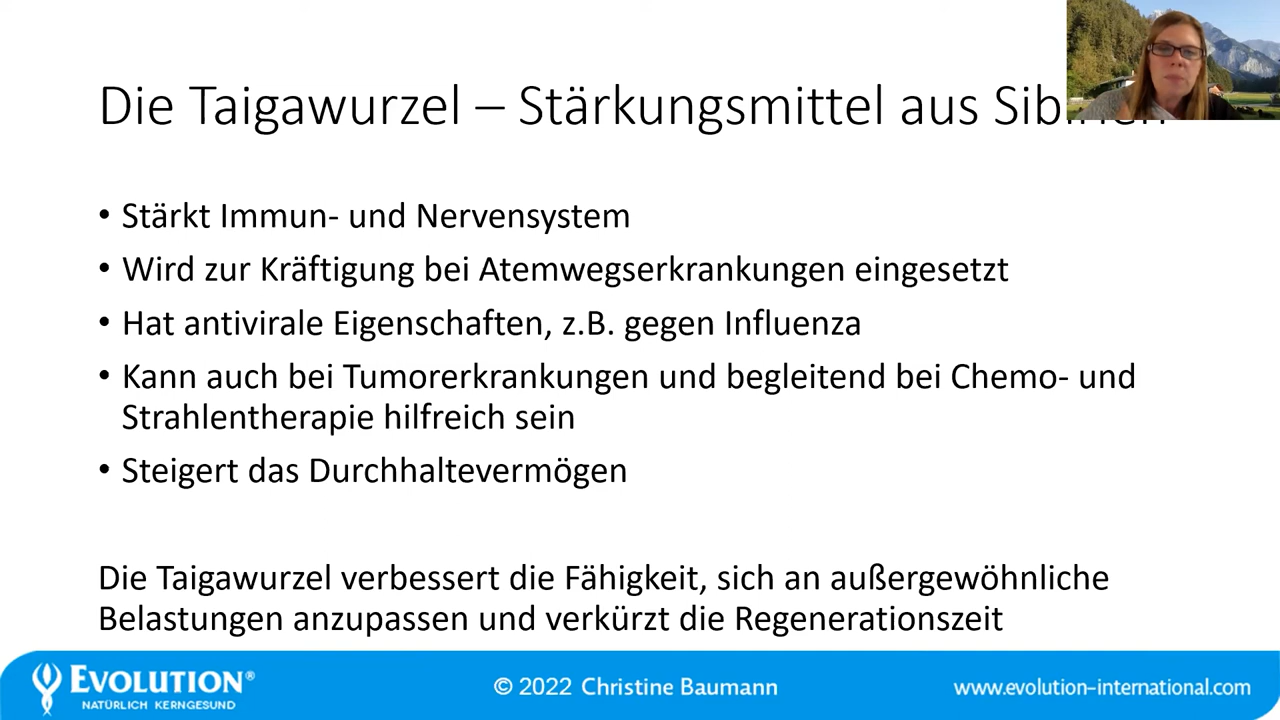 Die Taigawurzel – Stärkungsmittel aus
• Stärkt Immun- und Nervensystem
• Wird zur Kräftigung bei Atemwegserkrankungen eingesetzt
• Hat antivirale Eigenschaften, z.B. gegen Influenza
• Kann auch bei Tumorerkrankungen und begleitend bei Chemo- und
Strahlentherapie hilfreich sein
• Steigert das Durchhaltevermögen
Die Taigawurzel verbessert die Fähigkeit, sich an außergewöhnliche
Belastungen anzupassen und verkürzt die Regenerationszeit
EVOLUTION®
NATÜRLICH KERNGESUND
© 2022 Christine Baumann
www.evolution-international.com